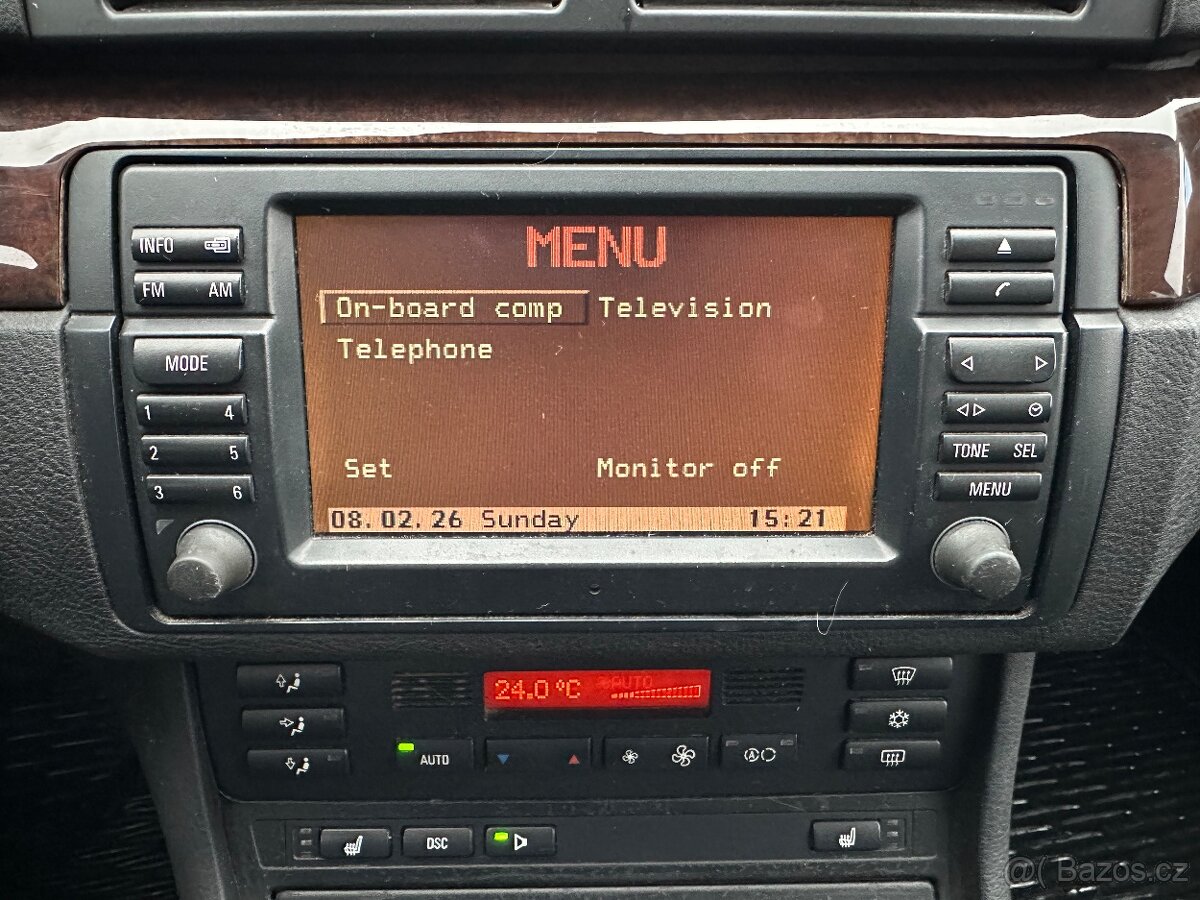 MENU
INFO
FM AM
On-board comp Television
Telephone
MODE
1 4
2 5
TONE SEL
Set Monitor off
3 6
MENU
08.02.26 Sunday 15:21
24.0 °C AUTO
AUTO
A
DSC
@( Bazos.cz